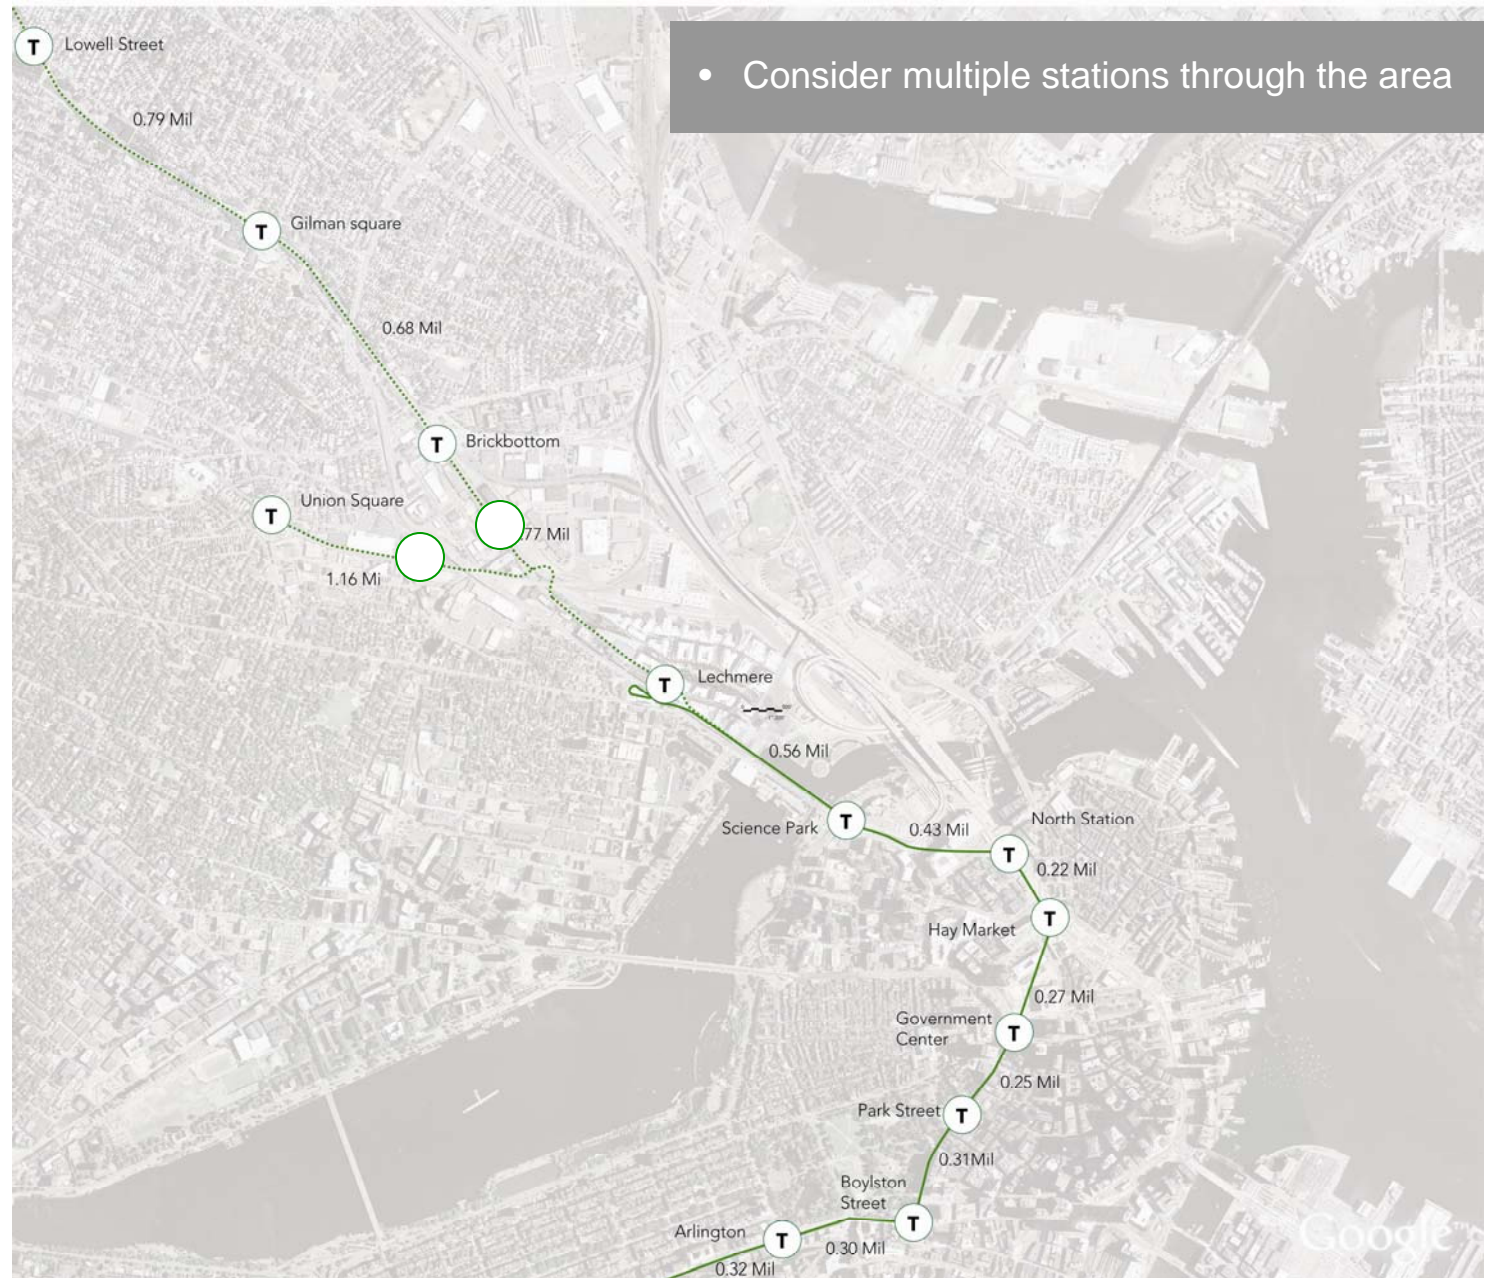 • Consider multiple stations through the area
T Lowell Street
0.79 Mil
T Gilman square
0.68 Mil
T Brickbottom
T Union Square
.77 Mil
1.16 Mi
T Lechmere
0.56 Mil
Science Park T
0.43 Mil
North Station
T
0.22 Mil
T
Hay Market
0.27 Mil
Government
Center
T
0.25 Mil
Park Street T
0.31Mil
Boylston
Street
T
Arlington T
0.30 Mil
0.32 Mil
Google